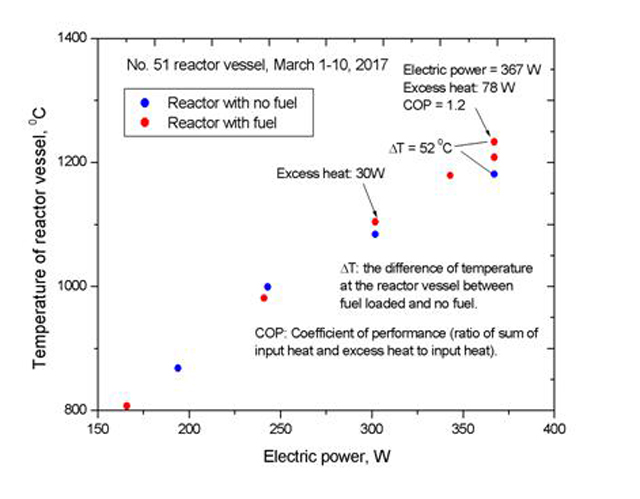 1400
No. 51 reactor vessel, March 1-10, 2017
Electric power = 367 W
Excess heat: 78 W
COP = 1.2
Reactor with no fuel
Reactor with fuel
ΔT = 52 ⁰C
1200
Excess heat: 30W
Temperature of reactor vessel, ⁰C
ΔT: the difference of temperature
at the reactor vessel between
fuel loaded and no fuel.
1000
COP: Coefficient of performance (ratio of sum of
input heat and excess heat to input heat).
800
150 200 250 300 350 400
Electric power, W